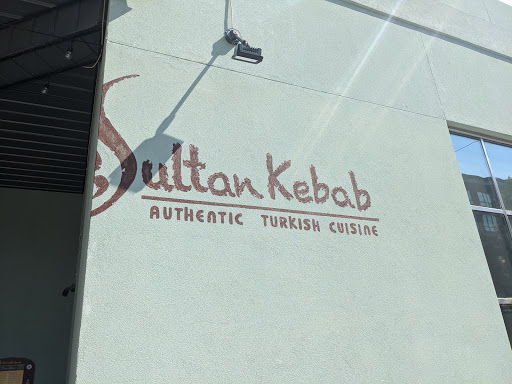 Sultan Kebab
AUTHENTIC TURKISH CUISINE